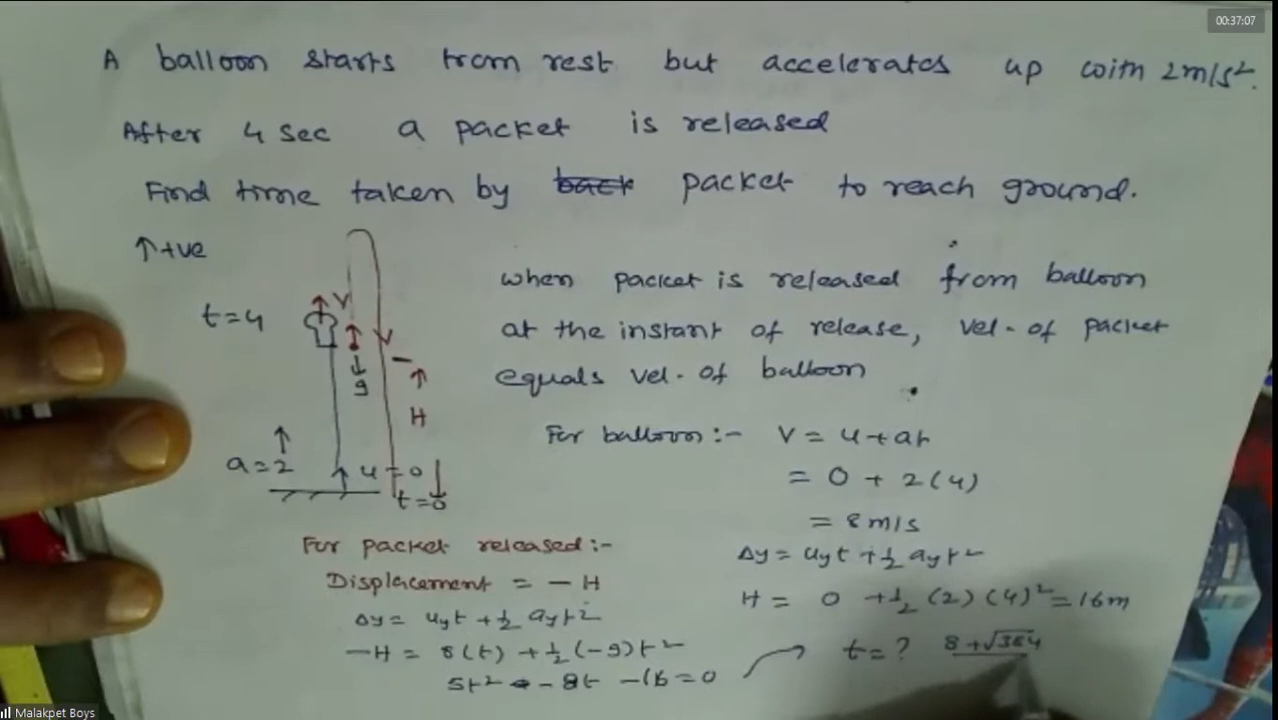 00:37:07
A balloon starts from rest but accelerates up with 2m/s².
After 4 sec a packet is released
Find time taken by back packet to reach ground.
↑+ve
when packet is released from balloon
t=4
V
at the instant of release, vel. of packet
g
equals vel. of balloon
H
For balloon :- V = u + at
a=2
u=0
= 0 + 2(4)
t=0
= 8 m/s
For packet released :-
Δy = uyt + ½ ayt²
Displacement = - H
H = 0 + ½ (2) (4)² = 16m
Δy = uyt + ½ ayt²
-H = 8(t) + ½(-g)t²
t = ? 8 + √384
5t² - 8t - 16 = 0
Malakpet Boys